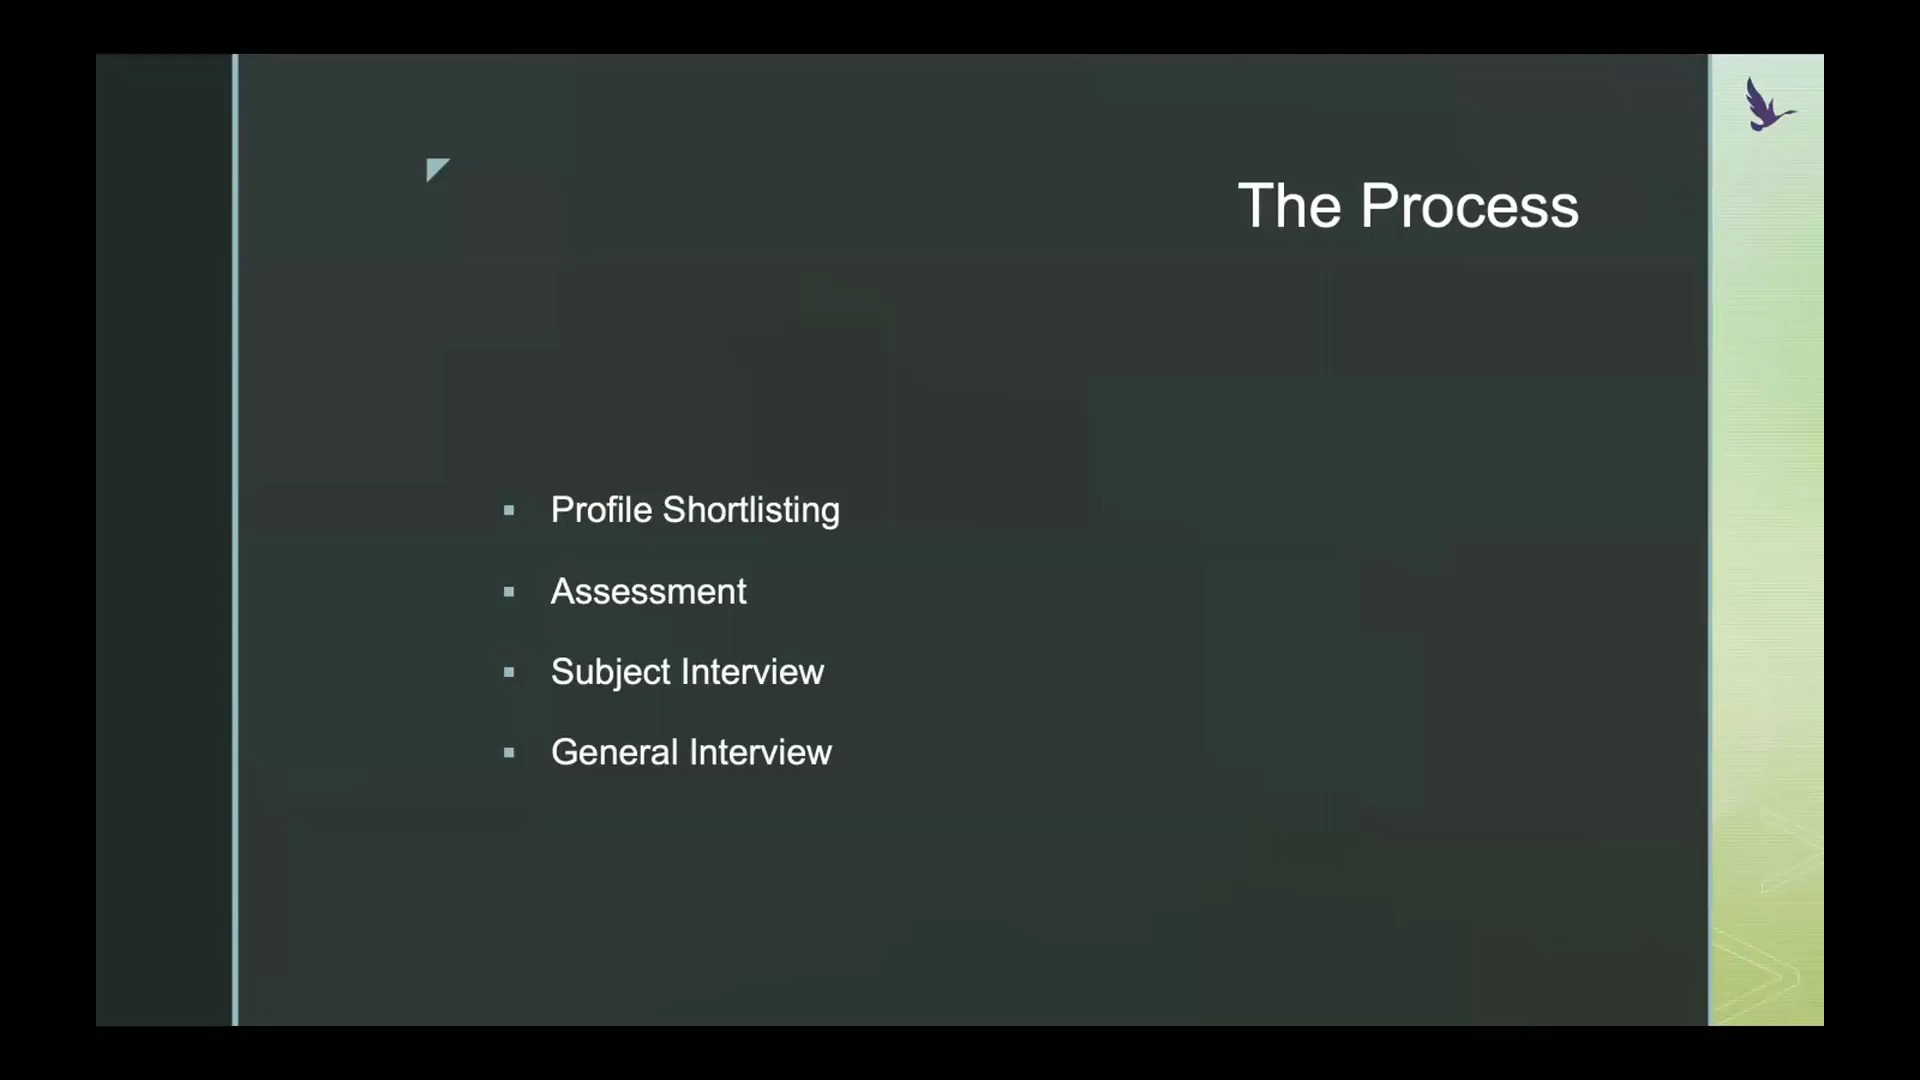 The Process
Profile Shortlisting
Assessment
Subject Interview
General Interview